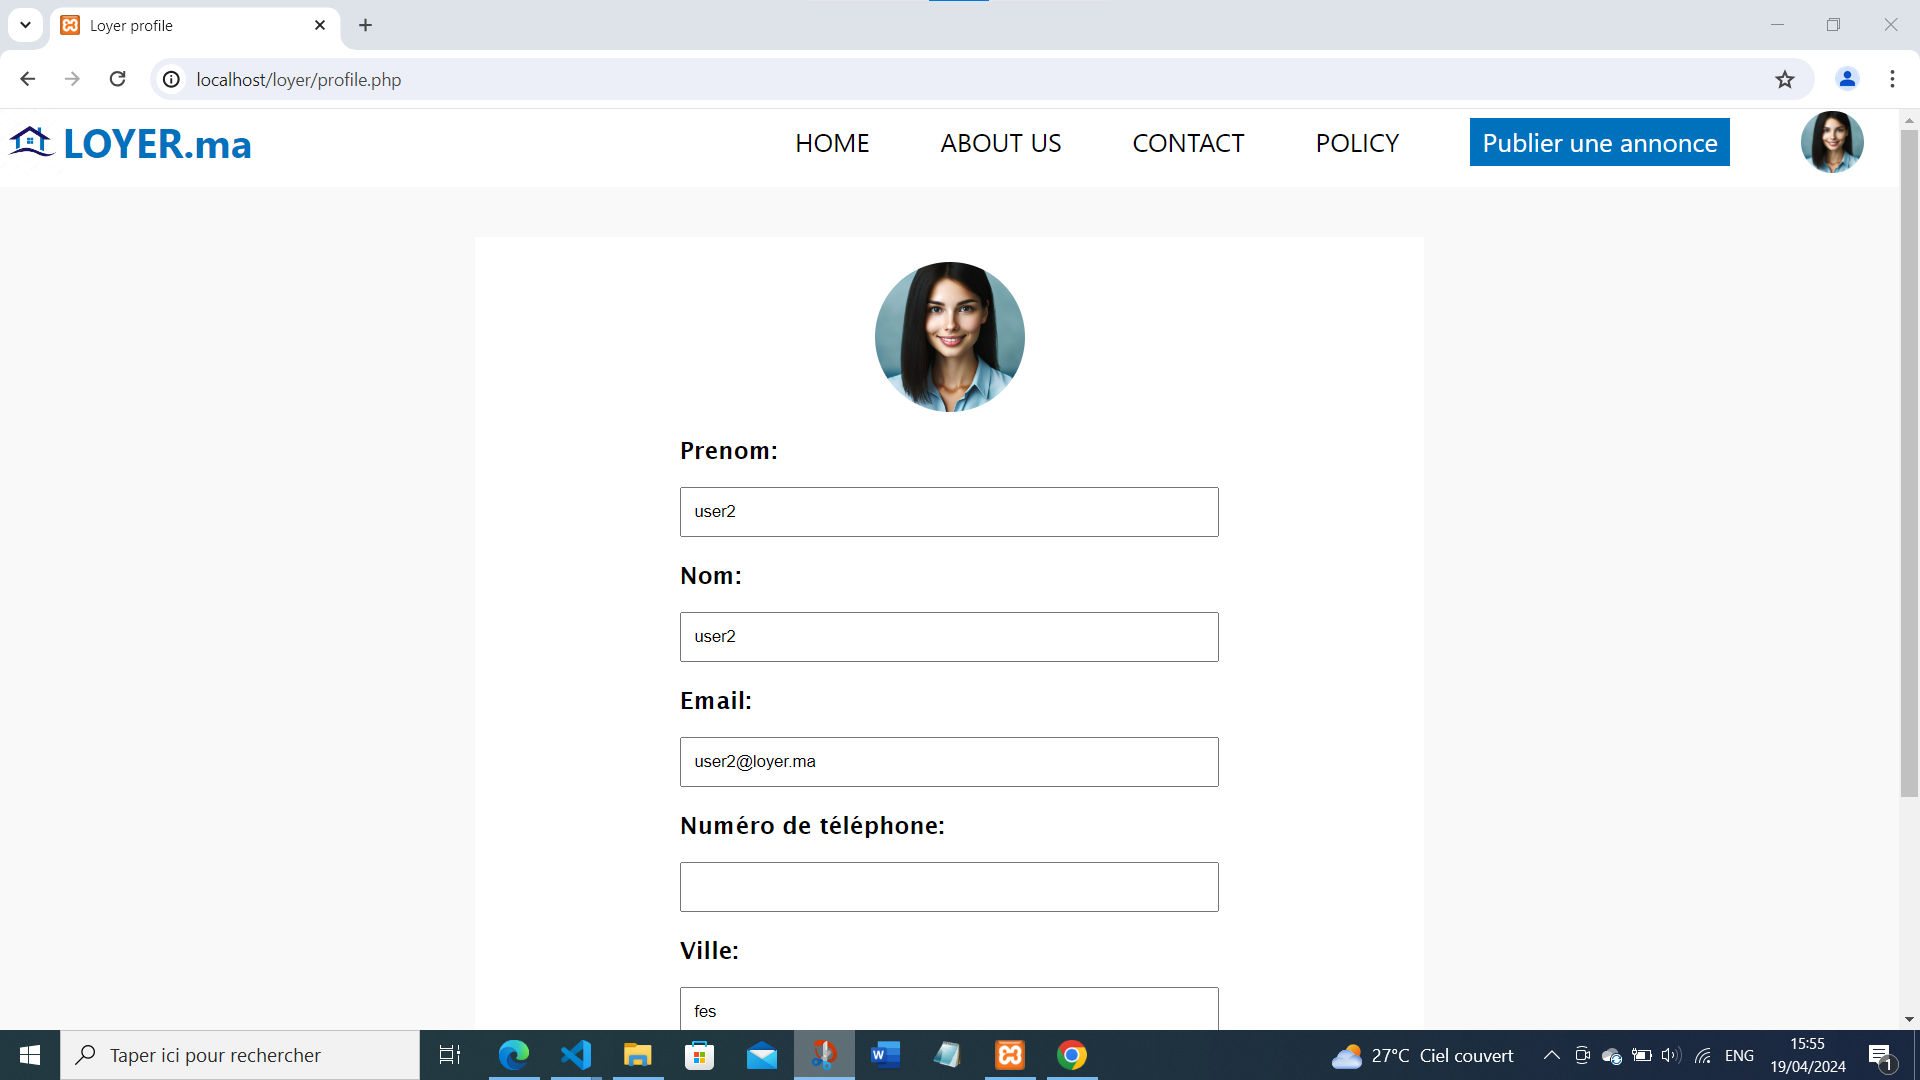 Loyer profile
localhost/loyer/profile.php
LOYER.ma
HOME
ABOUT US
CONTACT
POLICY
Publier une annonce
Prenom:
user2
Nom:
user2
Email:
user2@loyer.ma
Numéro de téléphone:
Ville:
fes
Taper ici pour rechercher
27°C Ciel couvert
ENG
15:55
19/04/2024
1